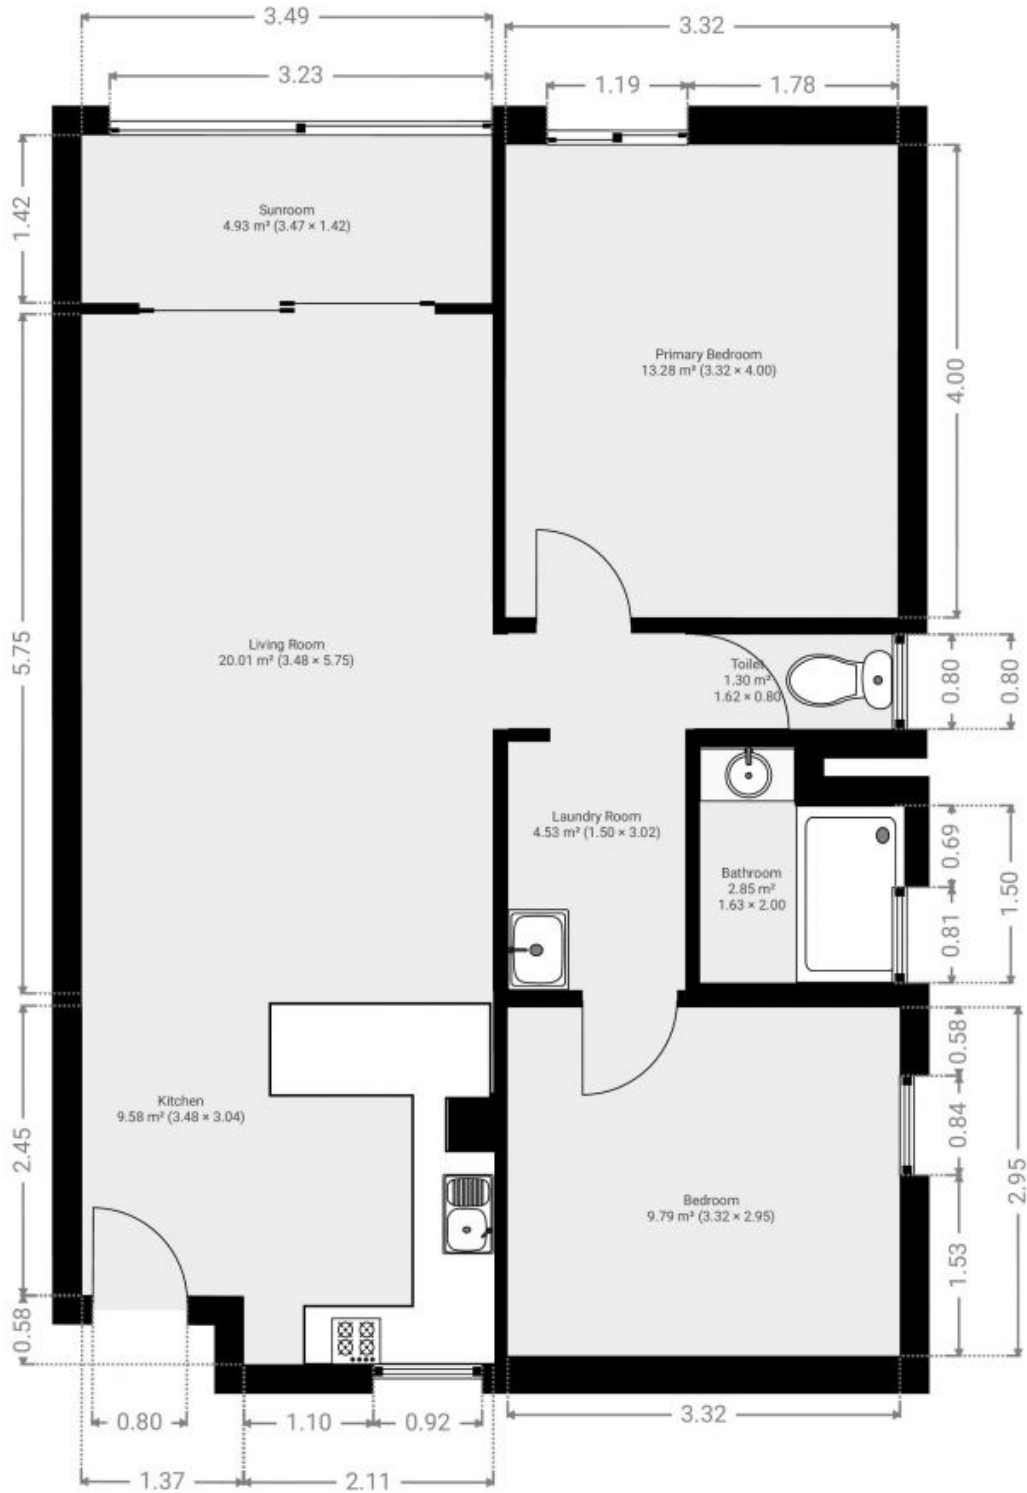 3.49
3.32
3.23
1.19
1.78
1.42
Sunroom
4.93 m² (3.47 × 1.42)
Primary Bedroom
13.28 m² (3.32 × 4.00)
4.00
5.75
Living Room
20.01 m² (3.48 × 5.75)
Toilet
1.30 m²
1.62 × 0.80
0.80
0.80
Laundry Room
4.53 m² (1.50 × 3.02)
Bathroom
2.85 m²
1.63 × 2.00
0.69
1.50
0.81
Kitchen
9.58 m² (3.48 × 3.04)
2.45
0.58
0.84
2.95
Bedroom
9.79 m² (3.32 × 2.95)
1.53
0.58
0.80
1.10
0.92
3.32
1.37
2.11